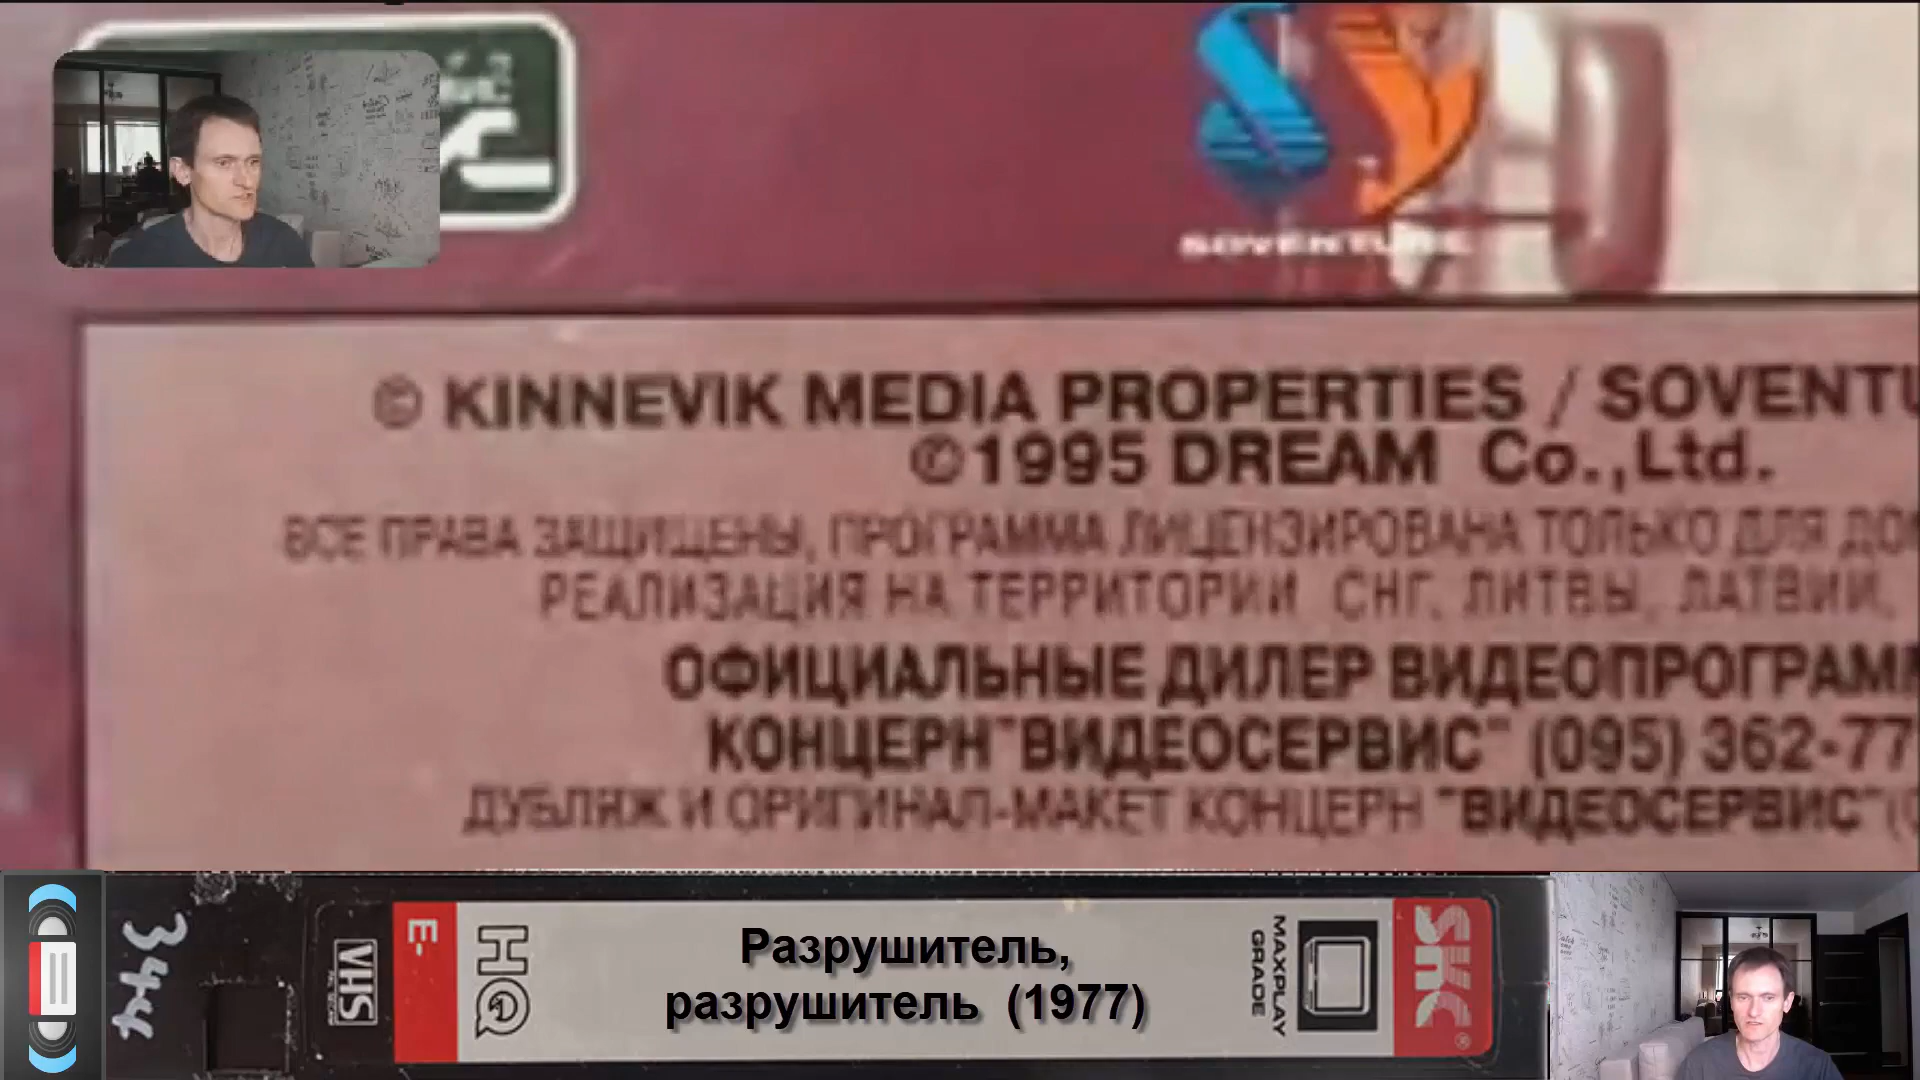 SOVENTURE
© KINNEVIK MEDIA PROPERTIES / SOVENTU
©1995 DREAM Co.,Ltd.
ВСЕ ПРАВА ЗАЩИЩЕНЫ, ПРОГРАММА ЛИЦЕНЗИРОВАНА ТОЛЬКО ДЛЯ ДО
РЕАЛИЗАЦИЯ НА ТЕРРИТОРИИ СНГ, ЛИТВЫ, ЛАТВИИ,
ОФИЦИАЛЬНЫЕ ДИЛЕР ВИДЕОПРОГРАММ
КОНЦЕРН "ВИДЕОСЕРВИС" (095) 362-77
ДУБЛЯЖ И ОРИГИНАЛ-МАКЕТ КОНЦЕРН "ВИДЕОСЕРВИС"(
344
VHS
E-
HQ
Разрушитель,
разрушитель (1977)
MAXPLAY
GRADE
SKC